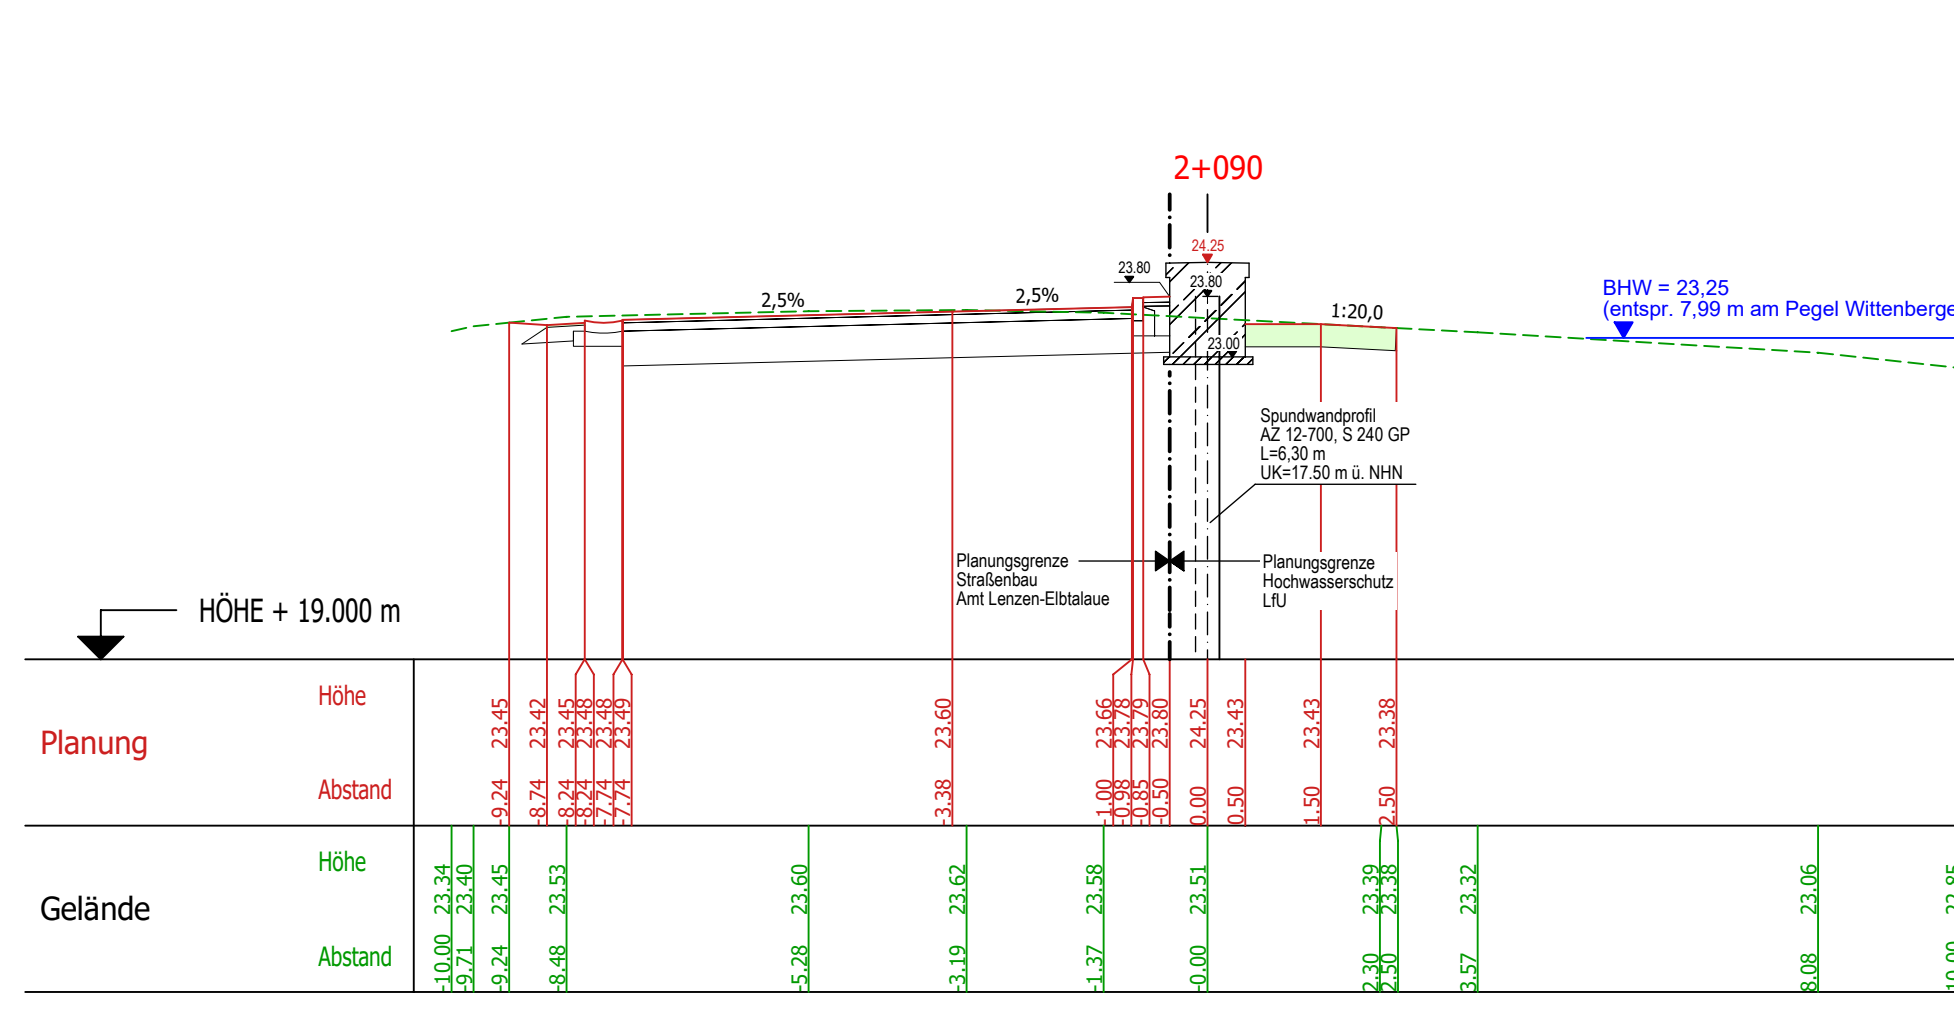 2+090
24.25
23.80
23.80
2,5%
2,5%
1:20,0
BHW = 23,25
(entspr. 7,99 m am Pegel Wittenberge
23.00
Spundwandprofil
AZ 12-700, S 240 GP
L=6,30 m
UK=17.50 m ü. NHN
Planungsgrenze
Straßenbau
Amt Lenzen-Elbtalaue
Planungsgrenze
Hochwasserschutz
LfU
HÖHE + 19.000 m
Planung
Höhe
23.45 23.42 23.45 23.48 23.48 23.49 23.60 23.66 23.78 23.79 23.80 24.25 23.43 23.43 23.38
Abstand
-9.24 -8.74 -8.24 -8.24 -7.74 -7.74 -3.38 -1.00 -0.98 -0.85 -0.50 0.00 0.50 1.50 2.50
Gelände
Höhe
23.34 23.40 23.45 23.53 23.60 23.62 23.58 23.51 23.39 23.38 23.32 23.06
Abstand
-10.00 -9.71 -9.24 -8.48 -5.28 -3.19 -1.37 -0.00 2.30 2.50 3.57 8.08